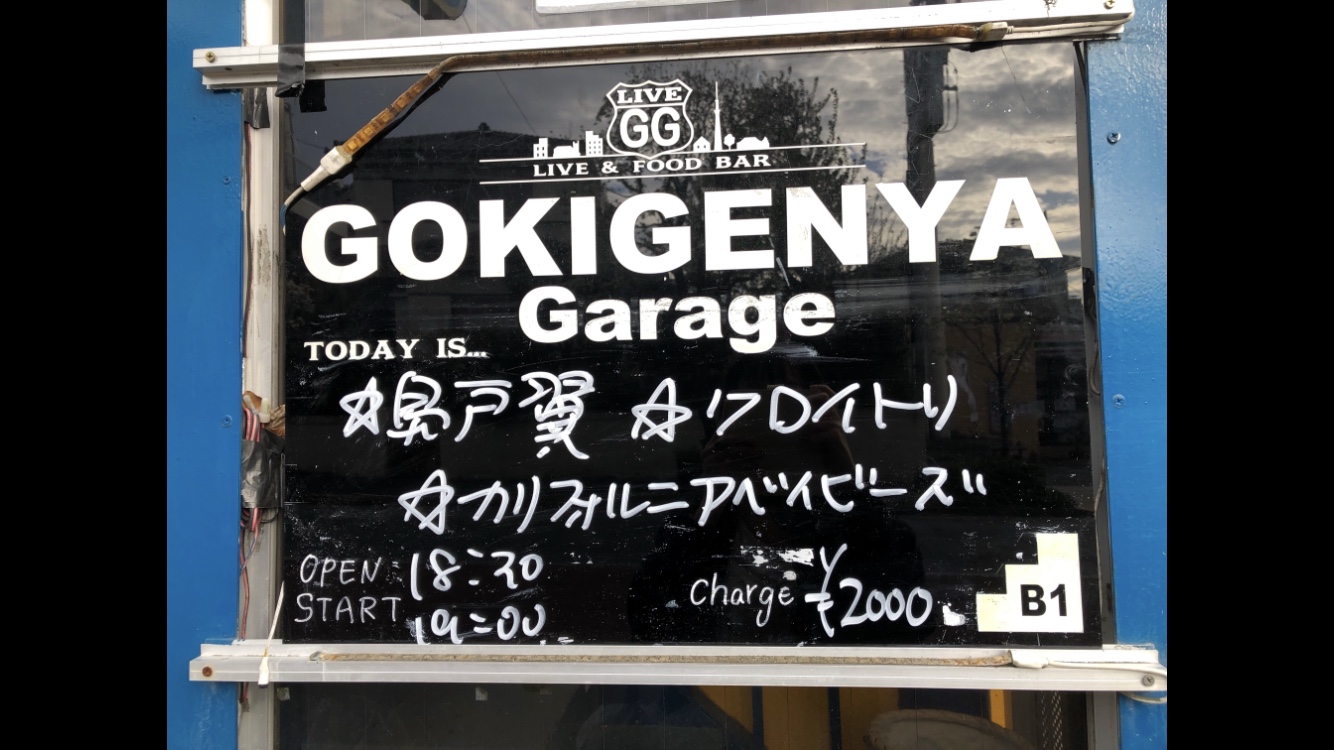 LIVE
GG
LIVE & FOOD BAR
GOKIGENYA
Garage
TODAY IS...
☆ 戸翼 ☆クロイトリ
☆カリフォルニアベイビーズ
OPEN: 18:30
START 19:00
Charge ¥2000
B1